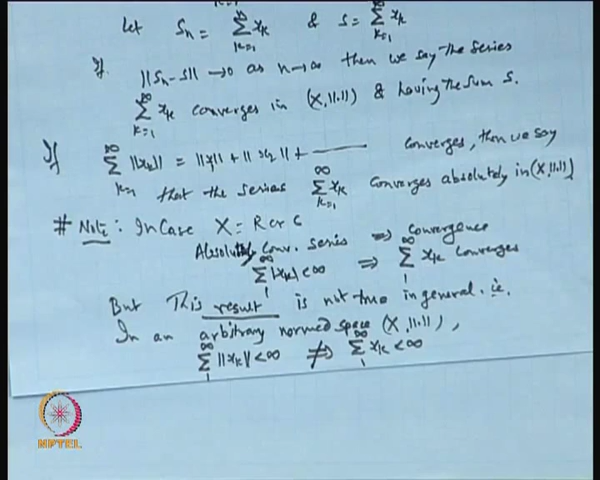 Let Sn = ∑ xk & s = ∑ xk
k=1 k=1
If ||Sn - s|| → 0 as n → ∞ then we say the series
∞ ∑ k=1 xk converges in (X, ||.||) & having the sum s.
If ∞ ∑ k=1 ||xk|| = ||x1|| + ||x2|| + ——— converges, then we say
that the series ∞ ∑ k=1 xk converges absolutely in (X, ||.||)
# Note: In case X = R or C
Absolutely conv. series ⇒ convergence
∞ ∑ 1 |xk| < ∞ ⇒ ∞ ∑ 1 xk converges
But This result is not true in general. i.e.
In an arbitrary normed space (X, ||.||),
∞ ∑ 1 ||xk|| < ∞ ⇏ ∞ ∑ 1 xk < ∞
NPTEL